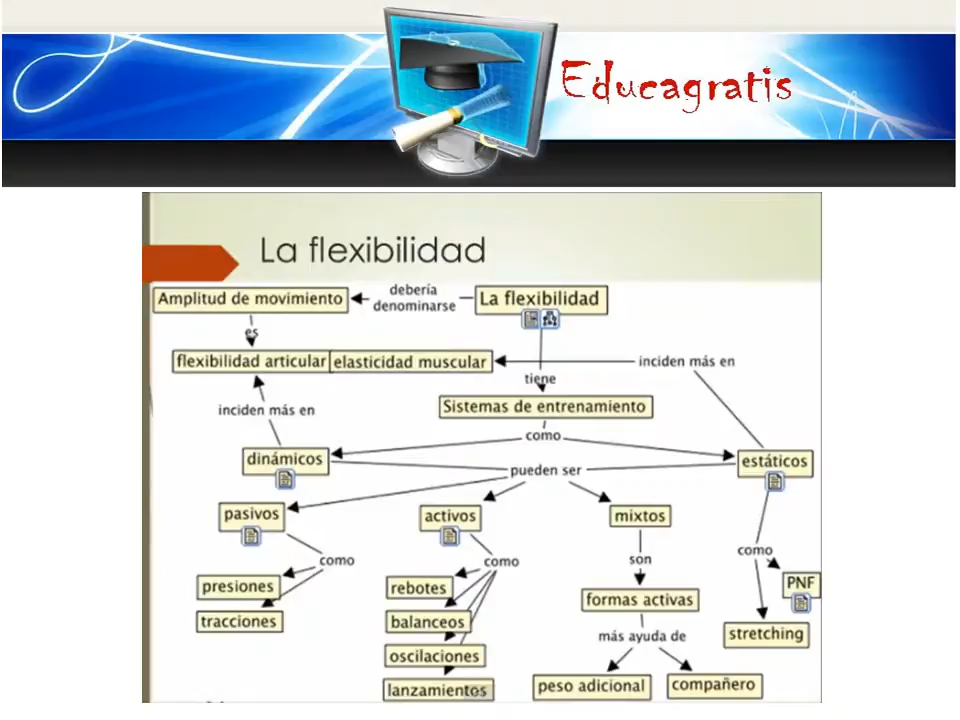 Educagratis
La flexibilidad
debería
Amplitud de movimiento
denominarse
La flexibilidad
es
flexibilidad articular
elasticidad muscular
inciden más en
tiene
inciden más en
Sistemas de entrenamiento
como
dinámicos
estáticos
pueden ser
pasivos
activos
mixtos
como
como
son
como
presiones
rebotes
PNF
formas activas
tracciones
balanceos
stretching
más ayuda de
oscilaciones
lanzamientos
peso adicional
compañero